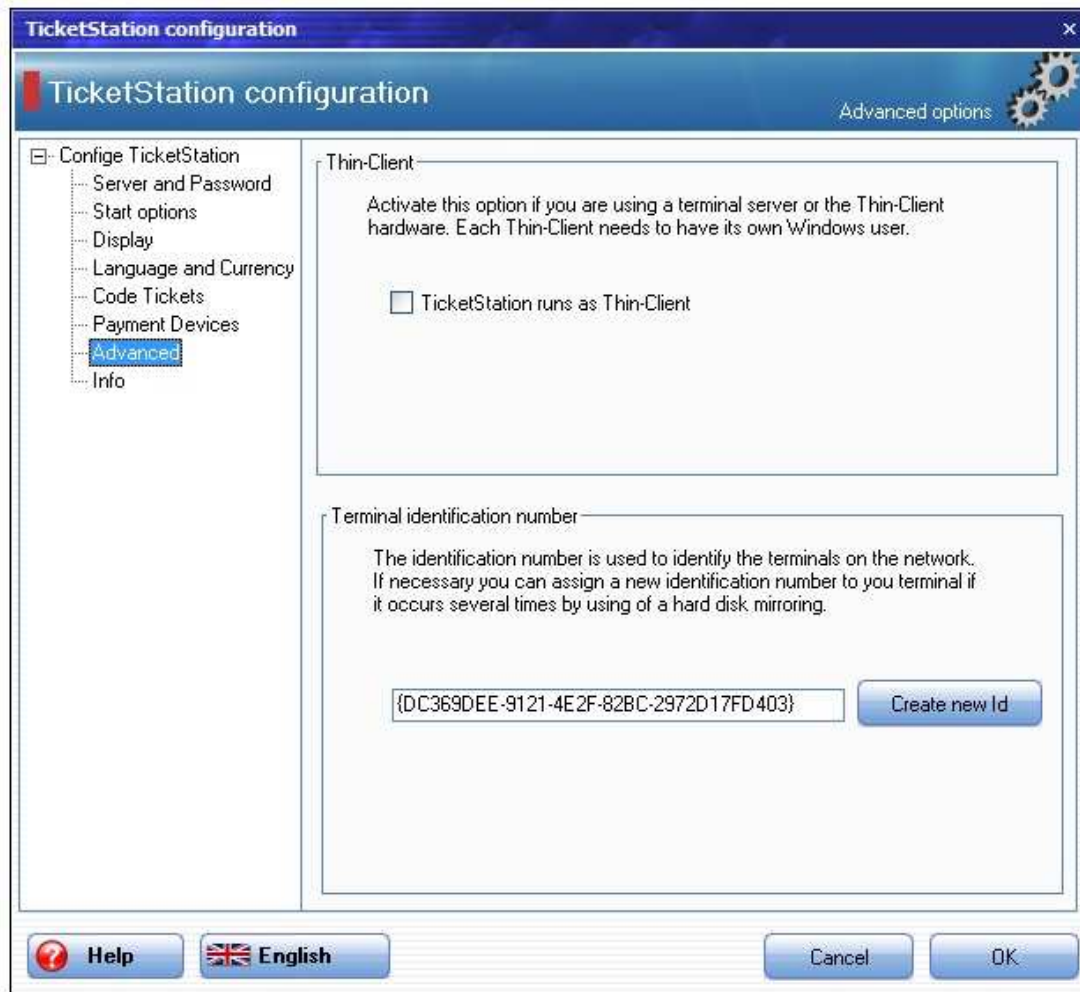 TicketStation configuration
TicketStation configuration
Advanced options
Confige TicketStation
Server and Password
Start options
Display
Language and Currency
Code Tickets
Payment Devices
Advanced
Info
Thin-Client
Activate this option if you are using a terminal server or the Thin-Client
hardware. Each Thin-Client needs to have its own Windows user.
TicketStation runs as Thin-Client
Terminal identification number
The identification number is used to identify the terminals on the network.
If necessary you can assign a new identification number to you terminal if
it occurs several times by using of a hard disk mirroring.
{DC369DEE-9121-4E2F-82BC-2972D17FD403}
Create new Id
Help
English
Cancel
OK